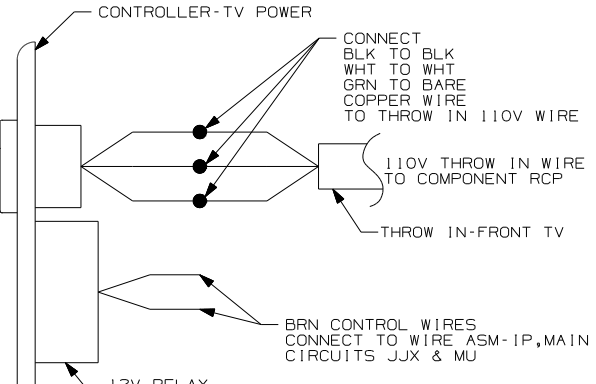 CONTROLLER-TV POWER
CONNECT
BLK TO BLK
WHT TO WHT
GRN TO BARE
COPPER WIRE
TO THROW IN 110V WIRE
110V THROW IN WIRE
TO COMPONENT RCP
THROW IN-FRONT TV
BRN CONTROL WIRES
CONNECT TO WIRE ASM-IP,MAIN
CIRCUITS JJX & MU
12V RELAY